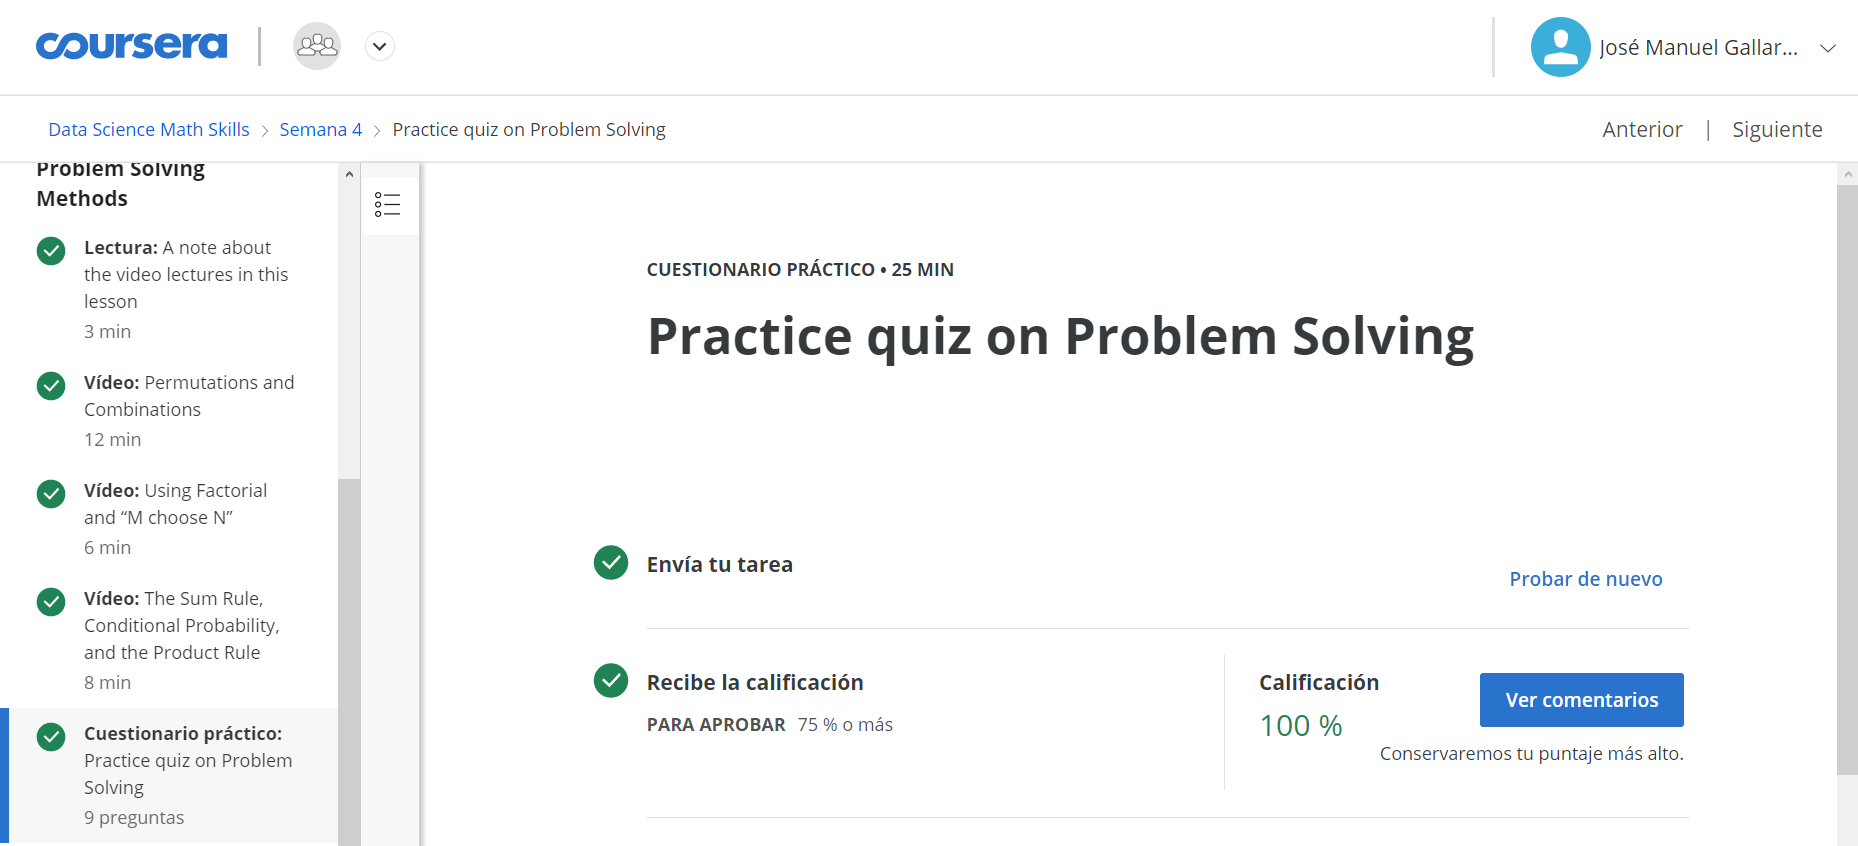 coursera
José Manuel Gallar...
Data Science Math Skills > Semana 4 > Practice quiz on Problem Solving
Anterior | Siguiente
Problem Solving
Methods
Lectura: A note about
the video lectures in this
lesson
3 min
Vídeo: Permutations and
Combinations
12 min
Vídeo: Using Factorial
and “M choose N”
6 min
Vídeo: The Sum Rule,
Conditional Probability,
and the Product Rule
8 min
Cuestionario práctico:
Practice quiz on Problem
Solving
9 preguntas
CUESTIONARIO PRÁCTICO • 25 MIN
Practice quiz on Problem Solving
Envía tu tarea
Probar de nuevo
Recibe la calificación
PARA APROBAR 75 % o más
Calificación
100 %
Ver comentarios
Conservaremos tu puntaje más alto.